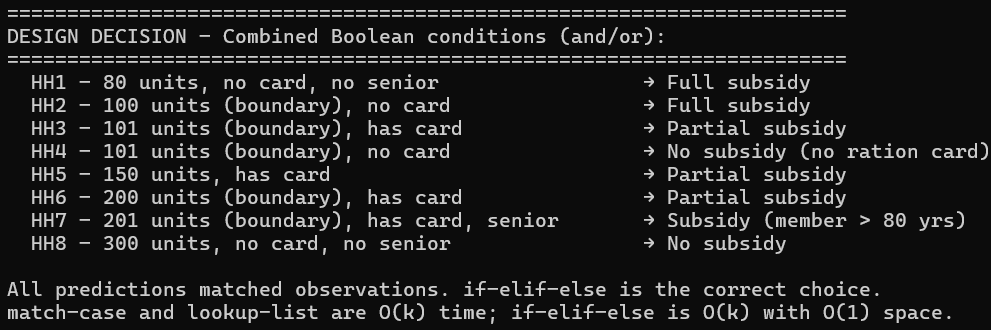 ======================================================================
DESIGN DECISION – Combined Boolean conditions (and/or):
======================================================================
HH1 – 80 units, no card, no senior → Full subsidy
HH2 – 100 units (boundary), no card → Full subsidy
HH3 – 101 units (boundary), has card → Partial subsidy
HH4 – 101 units (boundary), no card → No subsidy (no ration card)
HH5 – 150 units, has card → Partial subsidy
HH6 – 200 units (boundary), has card → Partial subsidy
HH7 – 201 units (boundary), has card, senior → Subsidy (member > 80 yrs)
HH8 – 300 units, no card, no senior → No subsidy
All predictions matched observations. if-elif-else is the correct choice.
match-case and lookup-list are O(k) time; if-elif-else is O(k) with O(1) space.